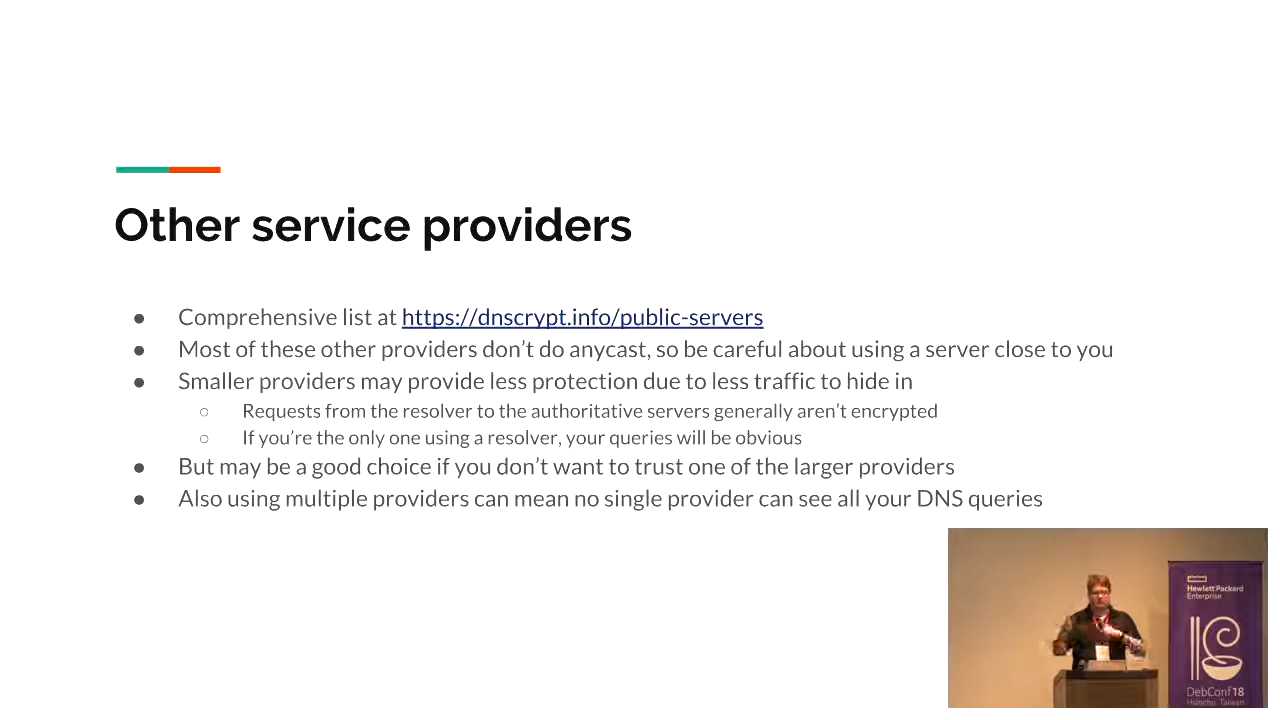 Other service providers
● Comprehensive list at https://dnscrypt.info/public-servers
● Most of these other providers don’t do anycast, so be careful about using a server close to you
● Smaller providers may provide less protection due to less traffic to hide in
○ Requests from the resolver to the authoritative servers generally aren’t encrypted
○ If you’re the only one using a resolver, your queries will be obvious
● But may be a good choice if you don’t want to trust one of the larger providers
● Also using multiple providers can mean no single provider can see all your DNS queries
Hewlett Packard
Enterprise
DebConf18
Hsinchu, Taiwan